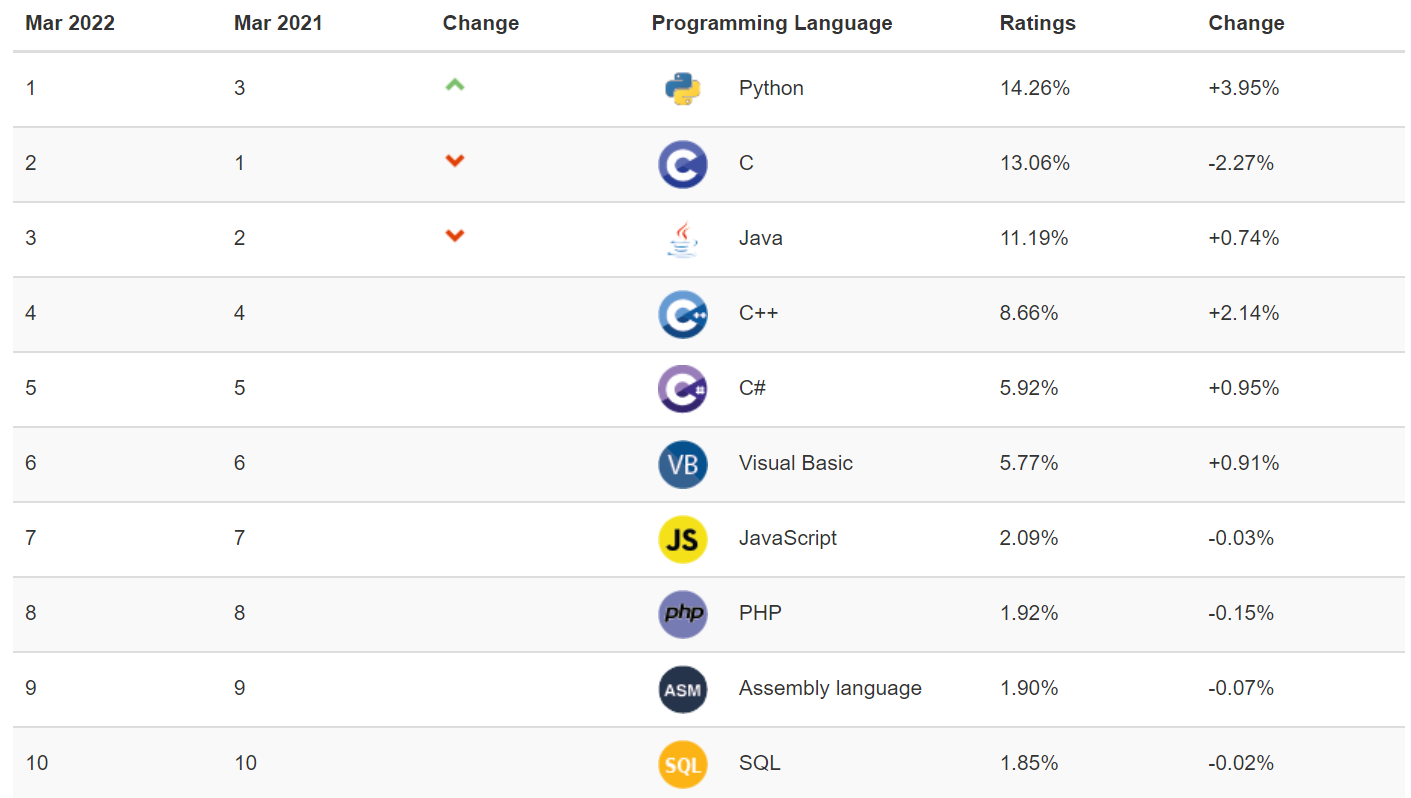 Mar 2022 Mar 2021 Change Programming Language Ratings Change
1 3 Python 14.26% +3.95%
2 1 C 13.06% -2.27%
3 2 Java 11.19% +0.74%
4 4 C++ 8.66% +2.14%
5 5 C# 5.92% +0.95%
6 6 VB Visual Basic 5.77% +0.91%
7 7 JS JavaScript 2.09% -0.03%
8 8 php PHP 1.92% -0.15%
9 9 ASM Assembly language 1.90% -0.07%
10 10 SQL SQL 1.85% -0.02%